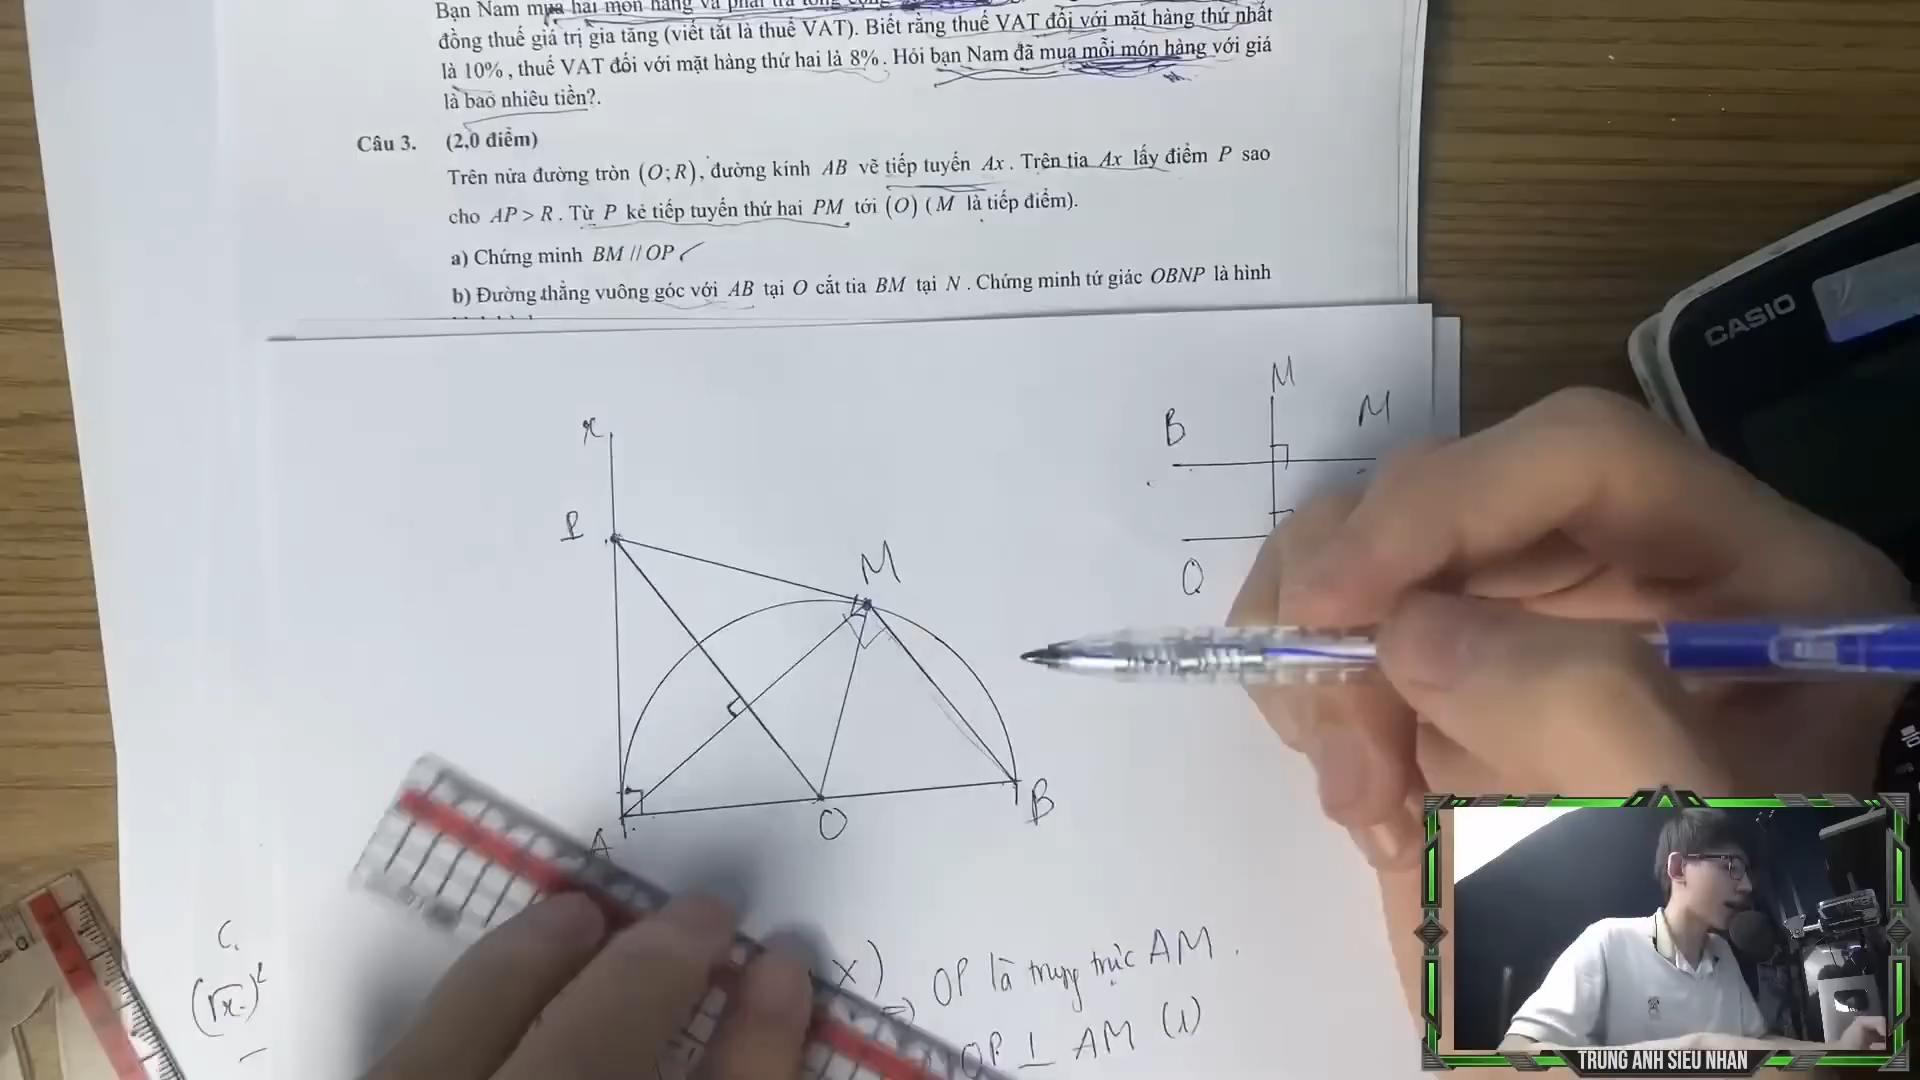 Bạn Nam mua hai món hàng và phải trả tổng cộng
đồng thuế giá trị gia tăng (viết tắt là thuế VAT). Biết rằng thuế VAT đối với mặt hàng thứ nhất
là 10%, thuế VAT đối với mặt hàng thứ hai là 8%. Hỏi bạn Nam đã mua mỗi món hàng với giá
là bao nhiêu tiền?.
Câu 3. (2,0 điểm)
Trên nửa đường tròn (O;R), đường kính AB vẽ tiếp tuyến Ax. Trên tia Ax lấy điểm P sao
cho AP > R. Từ P kẻ tiếp tuyến thứ hai PM tới (O) (M là tiếp điểm).
a) Chứng minh BM // OP
b) Đường thẳng vuông góc với AB tại O cắt tia BM tại N. Chứng minh tứ giác OBNP là hình
CASIO
x
P
M
A
O
B
M
B
M
O
C.
(√x)²
x)
=) OP là trung trực AM.
OP ⊥ AM (1)
TRUNG ANH SIEU NHAN